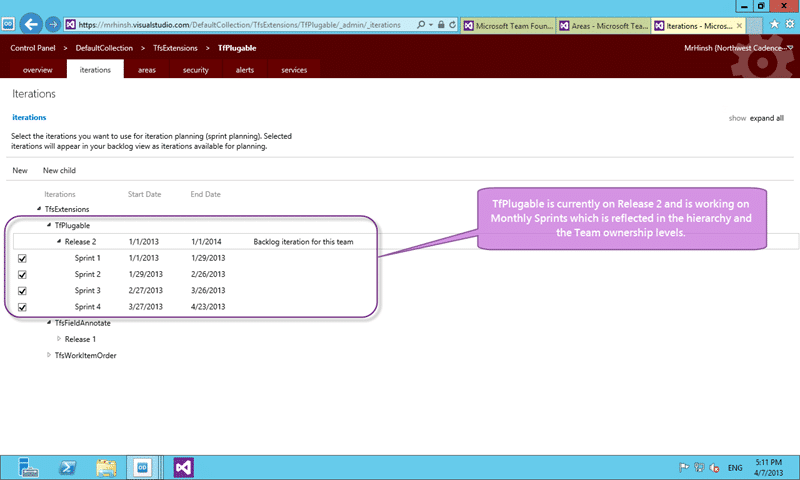 https://mrhinsh.visualstudio.com/DefaultCollection/TfsExtensions/TfPlugable/_admin/_iterations
Microsoft Team Foun...
Areas - Microsoft Tea...
Iterations - Micros...
Control Panel > DefaultCollection > TfsExtensions > TfPlugable
MrHinsh (Northwest Cadence
overview iterations areas security alerts services
Iterations
iterations
show expand all
Select the iterations you want to use for iteration planning (sprint planning). Selected
iterations will appear in your backlog view as iterations available for planning.
New New child
Iterations Start Date End Date
TfsExtensions
TfPlugable
Release 2 1/1/2013 1/1/2014 Backlog iteration for this team
Sprint 1 1/1/2013 1/29/2013
Sprint 2 1/29/2013 2/26/2013
Sprint 3 2/27/2013 3/26/2013
Sprint 4 3/27/2013 4/23/2013
TfsFieldAnnotate
Release 1
TfsWorkItemOrder
TfPlugable is currently on Release 2 and is working on
Monthly Sprints which is reflected in the hierarchy and
the Team ownership levels.
ENG
5:11 PM
4/7/2013